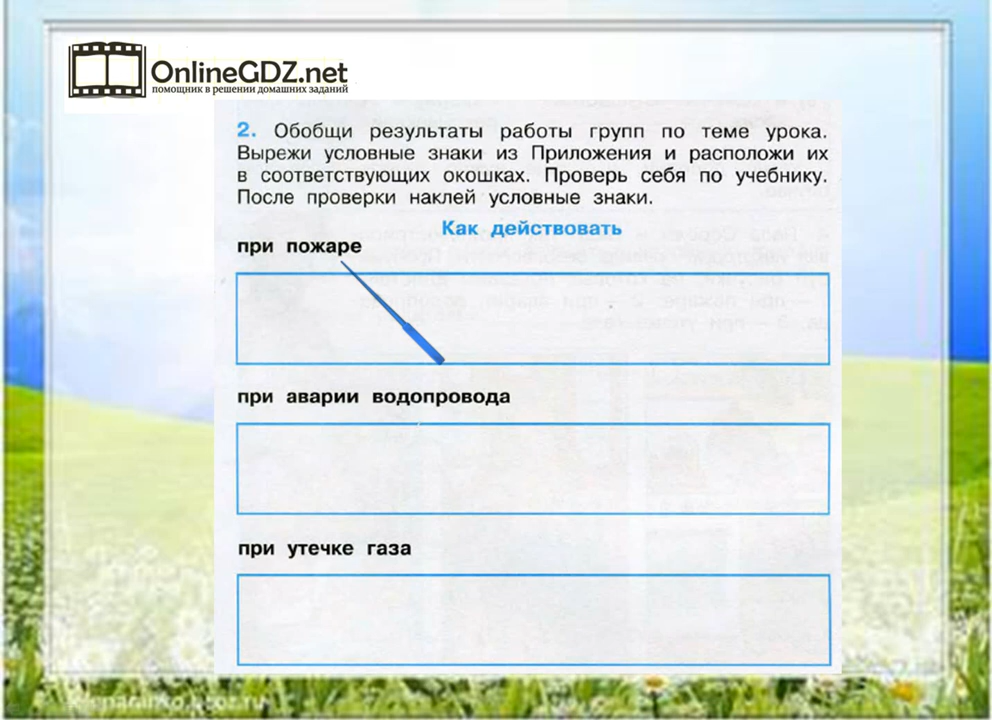 OnlineGDZ.net
помощник в решении домашних заданий
2. Обобщи результаты работы групп по теме урока.
Вырежи условные знаки из Приложения и расположи их
в соответствующих окошках. Проверь себя по учебнику.
После проверки наклей условные знаки.
Как действовать
при пожаре
при аварии водопровода
при утечке газа